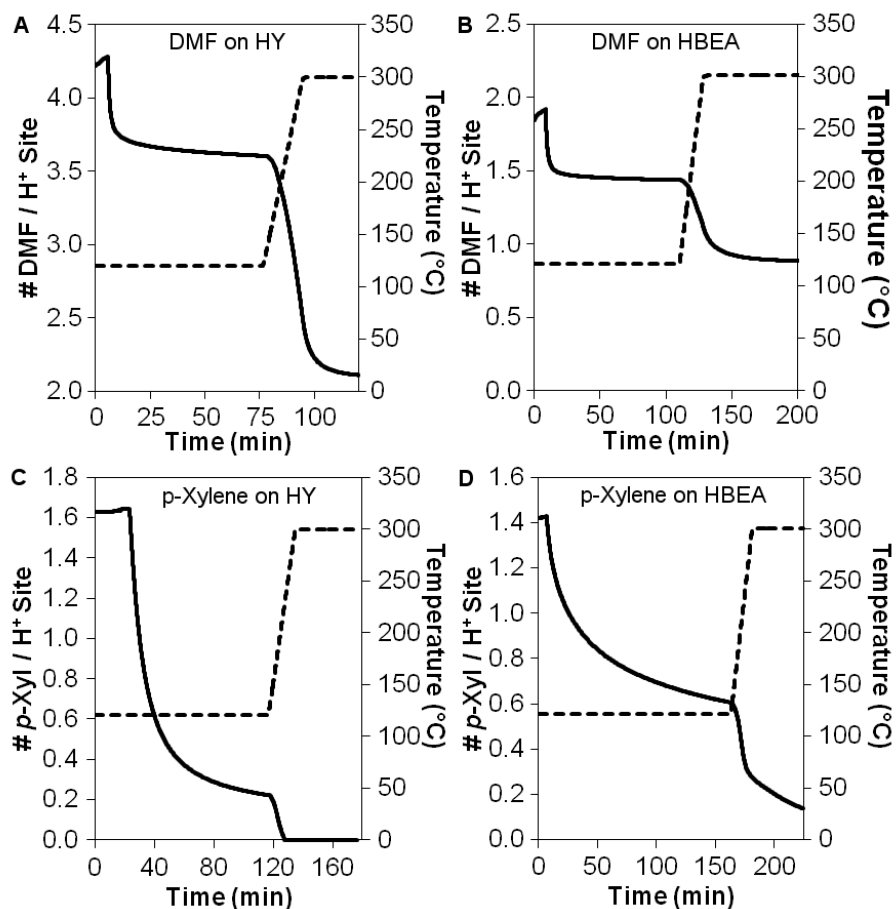 A
DMF on HY
# DMF / H⁺ Site
4.5
4.0
3.5
3.0
2.5
2.0
0 25 50 75 100
Time (min)
350
300
250
200
150
100
50
0
Temperature (°C)
B
DMF on HBEA
# DMF / H⁺ Site
2.5
2.0
1.5
1.0
0.5
0.0
0 50 100 150 200
Time (min)
350
300
250
200
150
100
50
0
Temperature (°C)
C
p-Xylene on HY
# p-Xyl / H⁺ Site
1.8
1.6
1.4
1.2
1.0
0.8
0.6
0.4
0.2
0.0
0 40 80 120 160
Time (min)
350
300
250
200
150
100
50
0
Temperature (°C)
D
p-Xylene on HBEA
# p-Xyl / H⁺ Site
1.6
1.4
1.2
1.0
0.8
0.6
0.4
0.2
0.0
0 50 100 150 200
Time (min)
350
300
250
200
150
100
50
0
Temperature (°C)